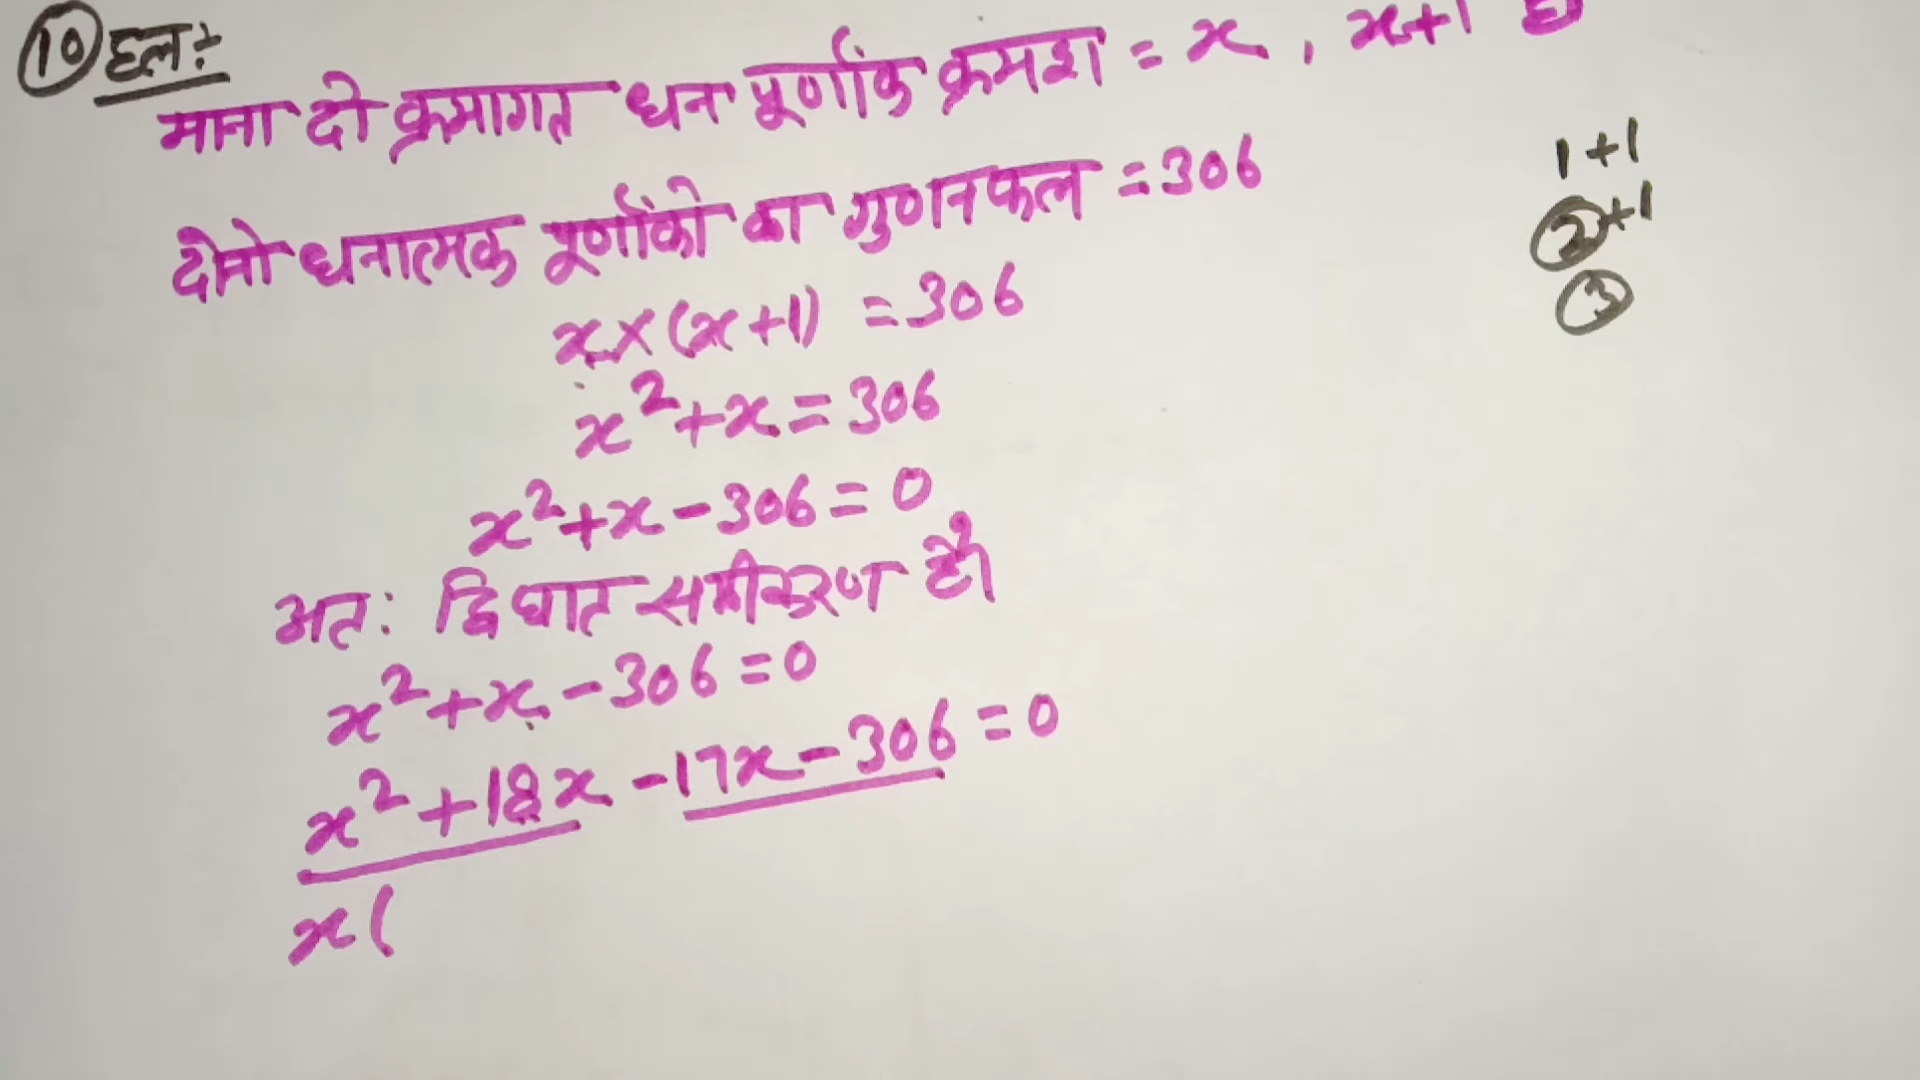 10 हल÷
माना दो क्रमागत धन पूर्णांक क्रमश = x , x+1 है
दोनो धनात्मक पूर्णांको का गुणनफल = 306
x×(x+1) = 306
x²+x = 306
x²+x-306 = 0
अत: द्विघात समीकरण है।
x²+x-306 = 0
x²+18x-17x-306 = 0
x(
1+1
2+1
3